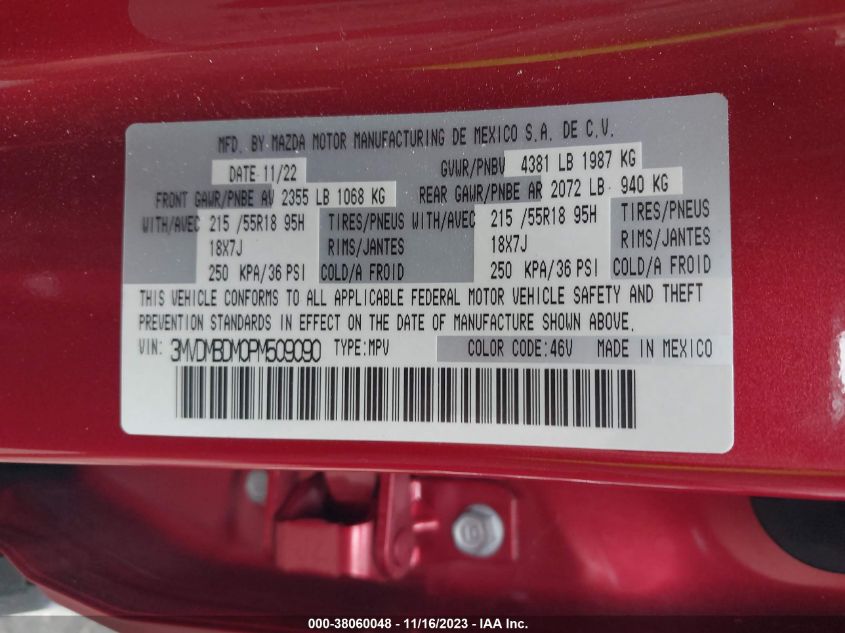 MFD. BY MAZDA MOTOR MANUFACTURING DE MEXICO S.A. DE C.V.
DATE 11/22 GVWR/PNBV 4381 LB 1987 KG
FRONT GAWR/PNBE AV 2355 LB 1068 KG REAR GAWR/PNBE AR 2072 LB 940 KG
WITH/AVEC 215 /55R18 95H TIRES/PNEUS WITH/AVEC 215 /55R18 95H TIRES/PNEUS
18X7J RIMS/JANTES 18X7J RIMS/JANTES
250 KPA/36 PSI COLD/A FROID 250 KPA/36 PSI COLD/A FROID
THIS VEHICLE CONFORMS TO ALL APPLICABLE FEDERAL MOTOR VEHICLE SAFETY AND THEFT
PREVENTION STANDARDS IN EFFECT ON THE DATE OF MANUFACTURE SHOWN ABOVE.
VIN: 3MVDMBDM0PM509090 TYPE:MPV COLOR CODE:46V MADE IN MEXICO
000-38060048 - 11/16/2023 - IAA Inc.